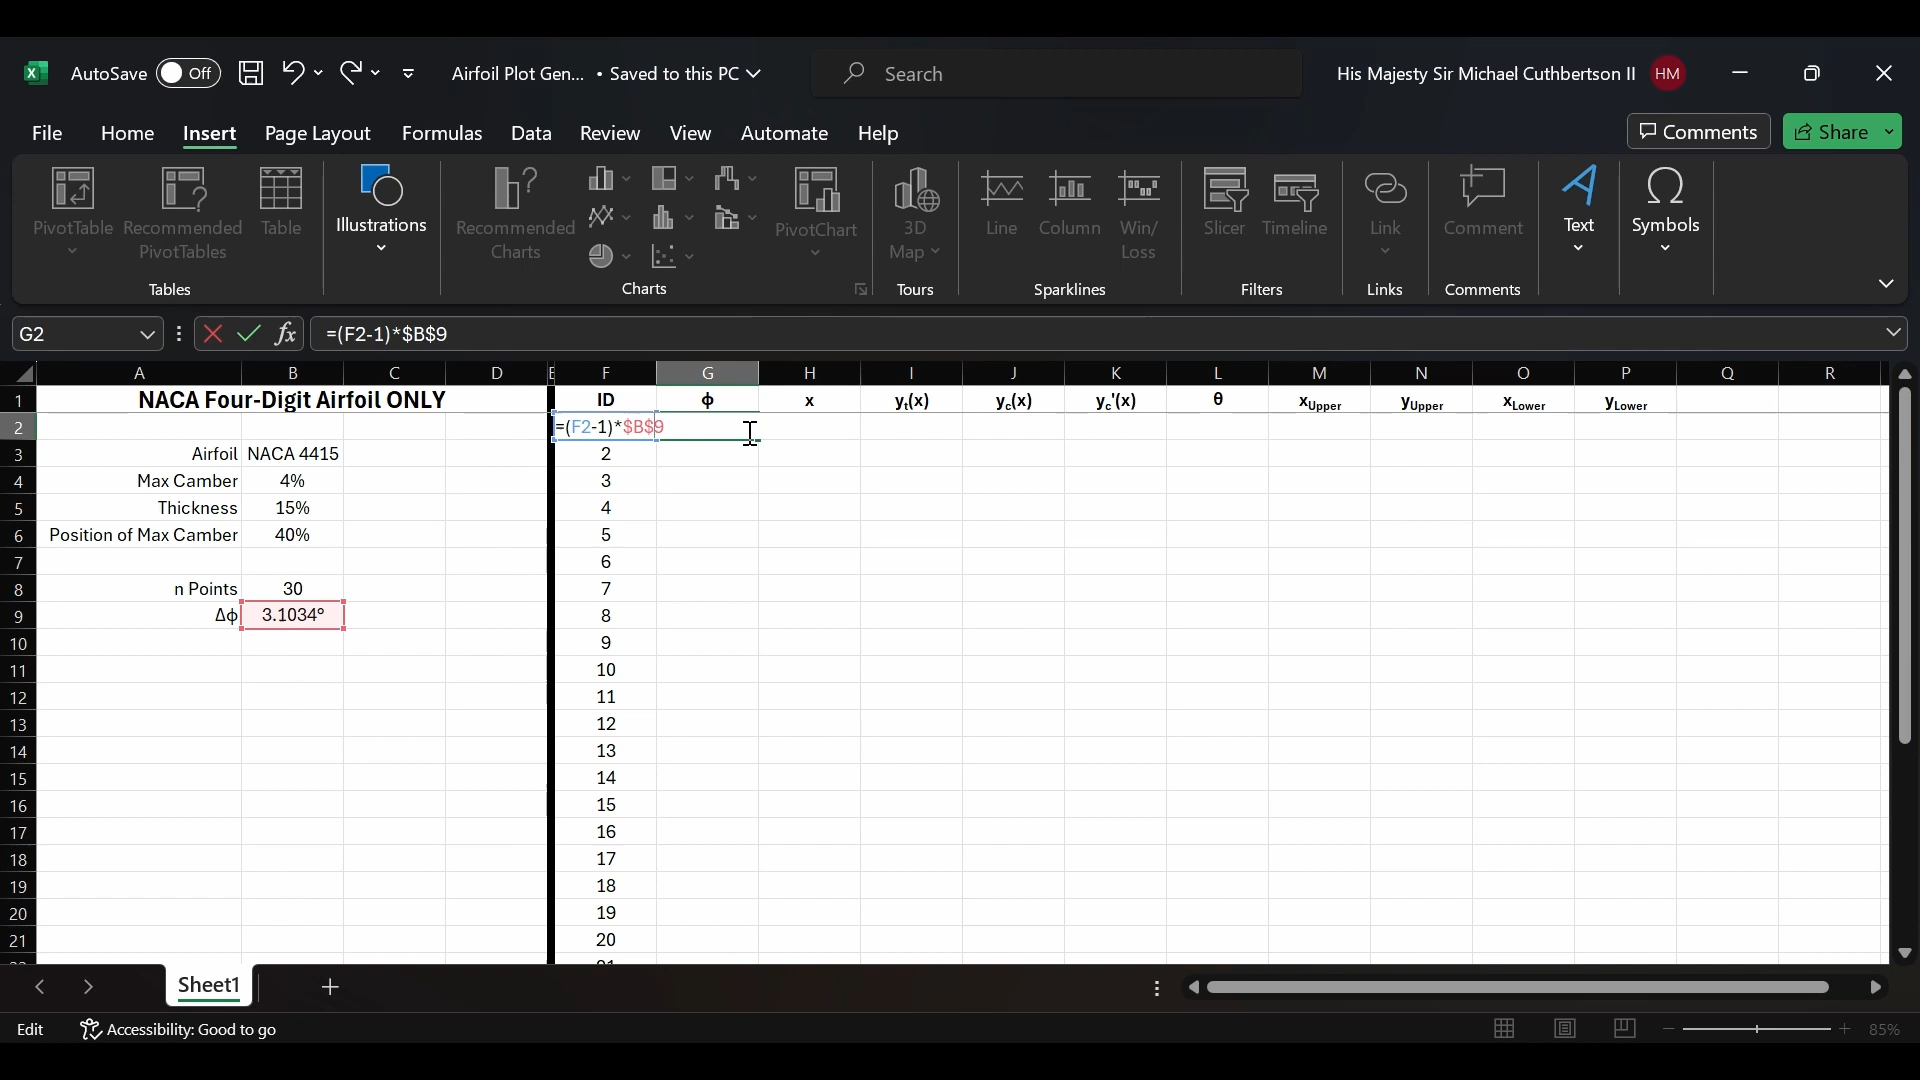 AutoSave Off Airfoil Plot Gen... • Saved to this PC Search His Majesty Sir Michael Cuthbertson II HM
File Home Insert Page Layout Formulas Data Review View Automate Help Comments Share
PivotTable Recommended PivotTables Table Illustrations Recommended Charts PivotChart 3D Map Line Column Win/Loss Slicer Timeline Link Comment Text Symbols
Tables Charts Tours Sparklines Filters Links Comments
G2 fx =(F2-1)*$B$9
A B C D E F G H I J K L M N O P Q R
1 NACA Four-Digit Airfoil ONLY ID ϕ x yₜ(x) y꜀(x) y꜀'(x) θ x_Upper y_Upper x_Lower y_Lower
2 =(F2-1)*$B$9
3 Airfoil NACA 4415 2
4 Max Camber 4% 3
5 Thickness 15% 4
6 Position of Max Camber 40% 5
7 6
8 n Points 30 7
9 Δϕ 3.1034° 8
10 9
11 10
12 11
13 12
14 13
15 14
16 15
17 16
18 17
19 18
20 19
21 20
Sheet1
Edit Accessibility: Good to go 85%